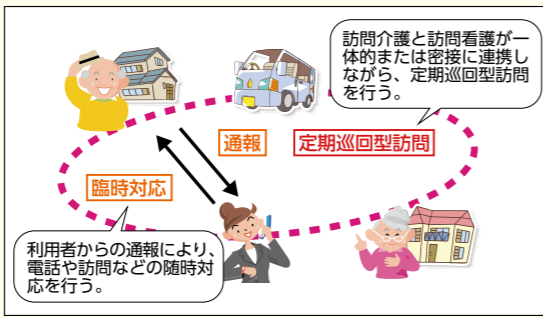 訪問介護と訪問看護が一
体的または密接に連携し
ながら、定期巡回型訪問
を行う。
通報
定期巡回型訪問
臨時対応
利用者からの通報により、
電話や訪問などの随時対
応を行う。